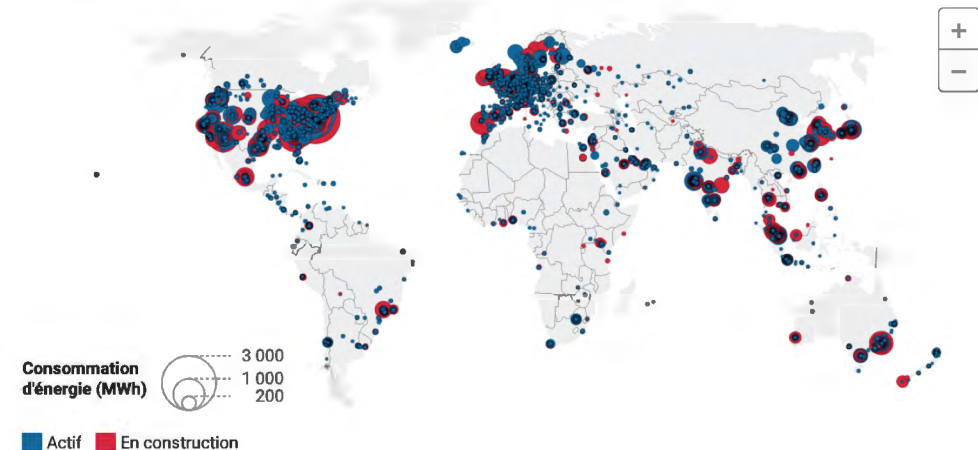 +
−
Consommation
d'énergie (MWh)
3 000
1 000
200
Actif
En construction